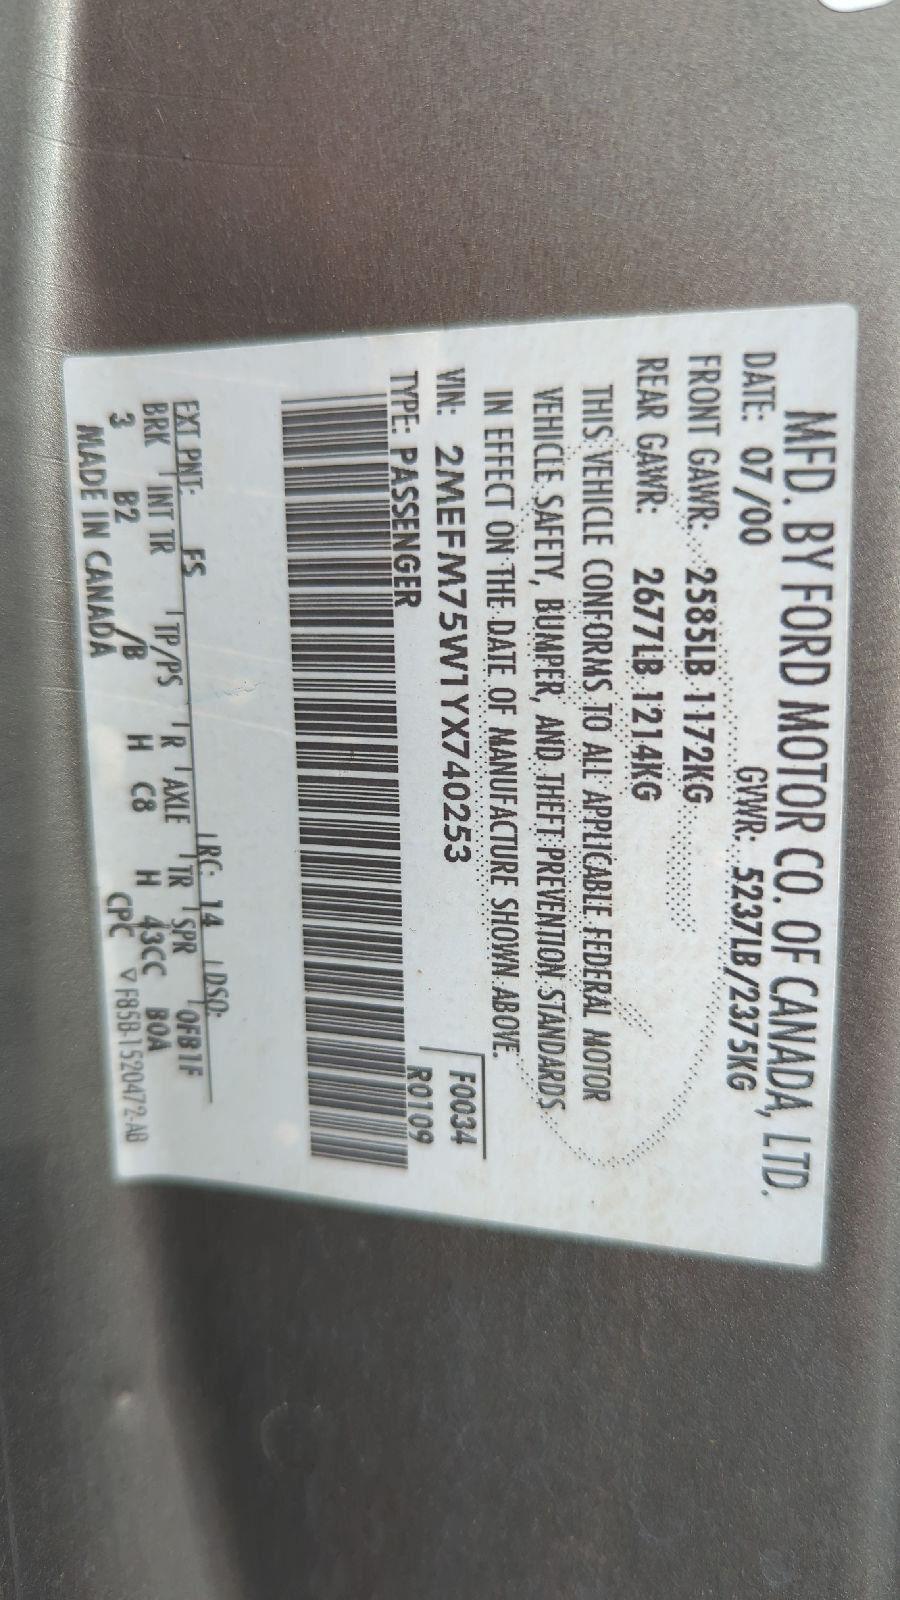 MFD. BY FORD MOTOR CO. OF CANADA, LTD.
DATE: 07/00 GVWR: 5237LB/2375KG
FRONT GAWR: 2585LB 1172KG
REAR GAWR: 2677LB 1214KG
THIS VEHICLE CONFORMS TO ALL APPLICABLE FEDERAL MOTOR
VEHICLE SAFETY, BUMPER, AND THEFT PREVENTION STANDARDS
IN EFFECT ON THE DATE OF MANUFACTURE SHOWN ABOVE.
VIN: 2MEFM75W1YX740253 F0034
TYPE: PASSENGER R0109
EXT PNT: FS RC: 14 DSO:
BRK INT TR TP/PS R AXLE TR SPR 0FB1F
3 B2 /B H C8 H 43CC B0A
MADE IN CANADA CPC ▽ F85B-1520472-AB